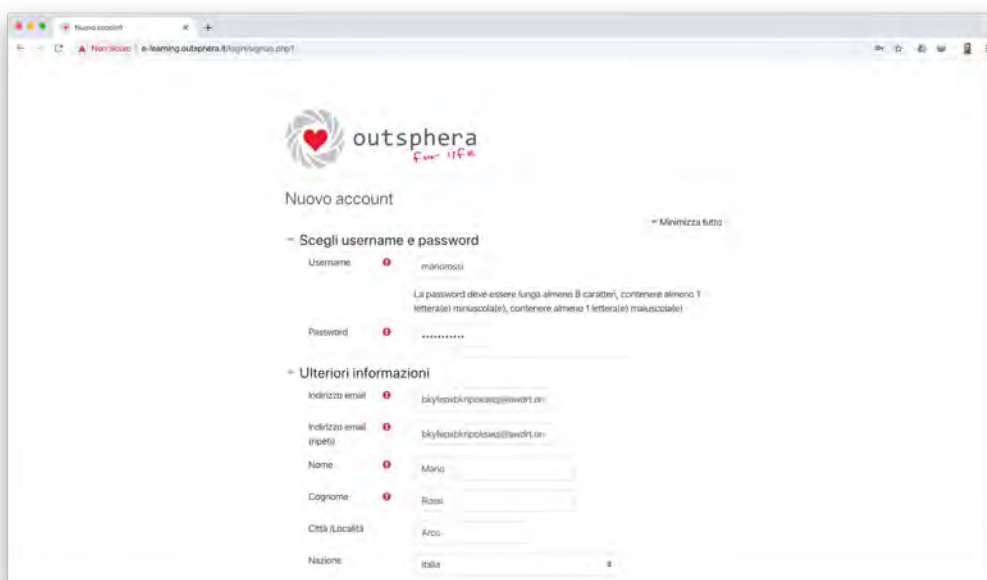 Nuovo account
Non sicuro | e-learning.outsphera.it/login/signup.php?
outsphera
for life
Nuovo account
Minimizza tutto
Scegli username e password
Username
mariorossi
La password deve essere lunga almeno 8 caratteri, contenere almeno 1
lettera(e) minuscola(e), contenere almeno 1 lettera(e) maiuscola(e)
Password
•••••••••••
Ulteriori informazioni
Indirizzo email
Indirizzo email
(ripeti)
Nome
Mario
Cognome
Rossi
Città /Località
Arco
Nazione
Italia